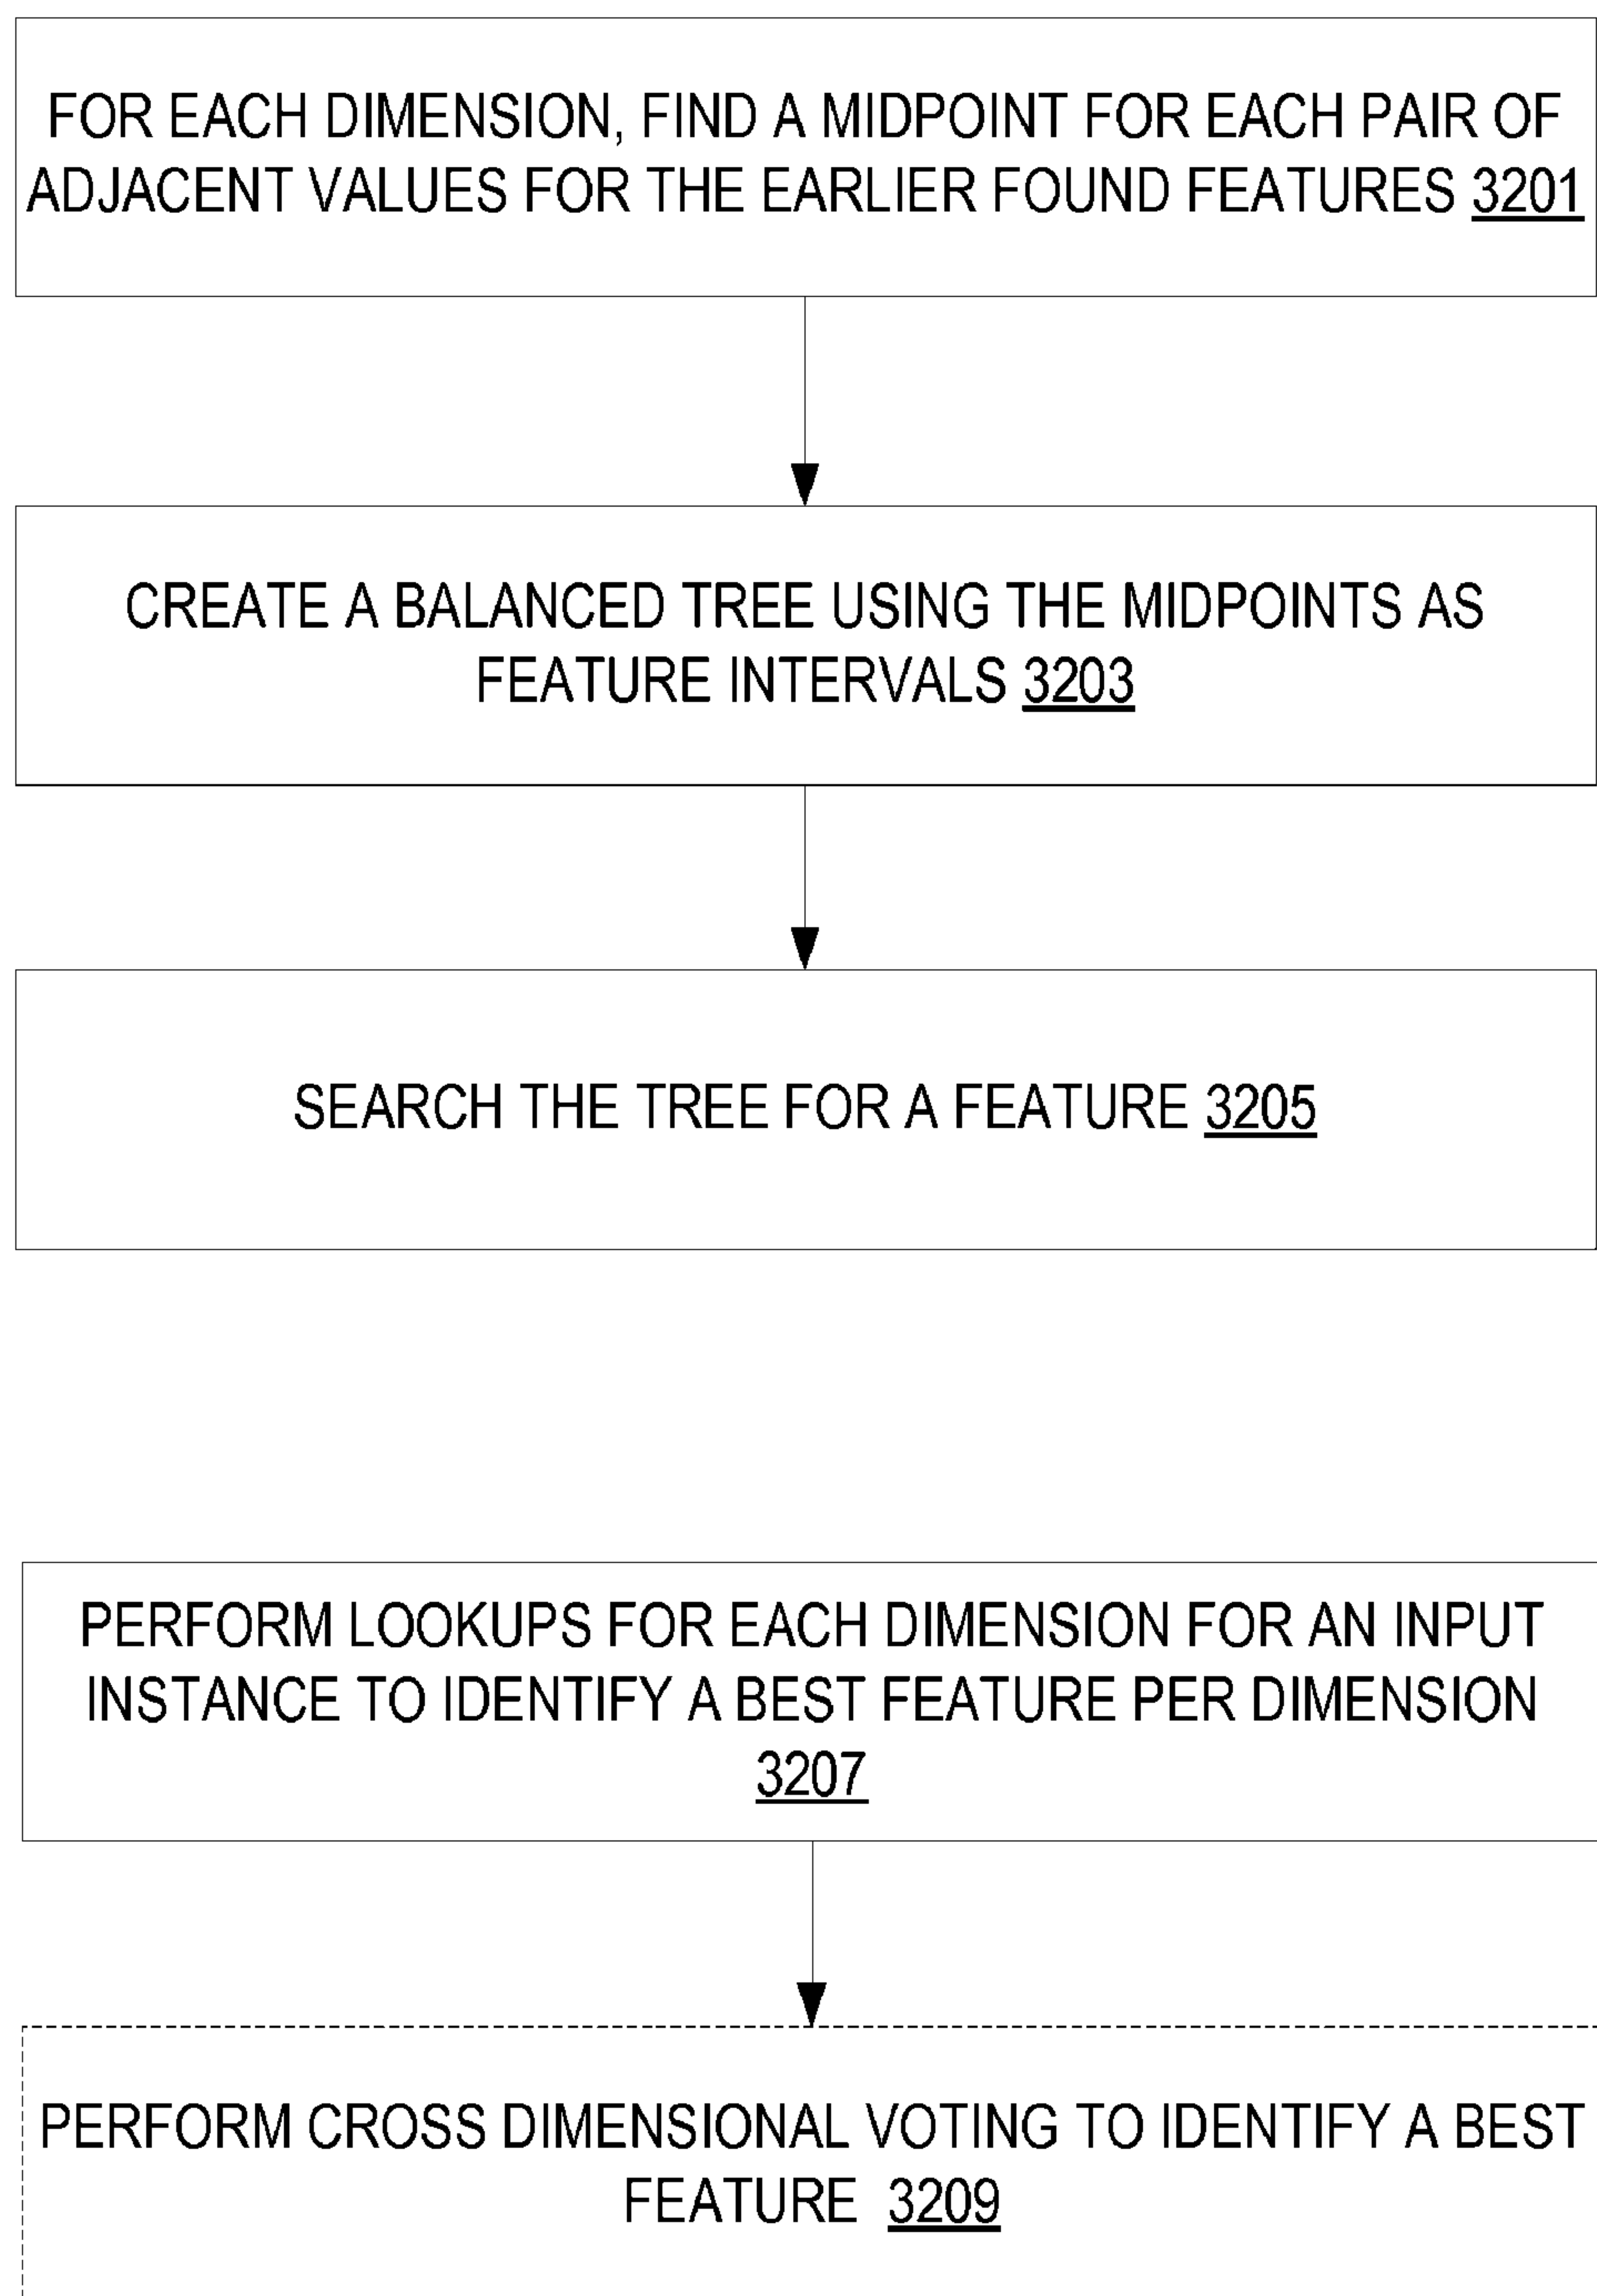 FOR EACH DIMENSION, FIND A MIDPOINT FOR EACH PAIR OF
ADJACENT VALUES FOR THE EARLIER FOUND FEATURES 3201
CREATE A BALANCED TREE USING THE MIDPOINTS AS
FEATURE INTERVALS 3203
SEARCH THE TREE FOR A FEATURE 3205
PERFORM LOOKUPS FOR EACH DIMENSION FOR AN INPUT
INSTANCE TO IDENTIFY A BEST FEATURE PER DIMENSION
3207
PERFORM CROSS DIMENSIONAL VOTING TO IDENTIFY A BEST
FEATURE 3209